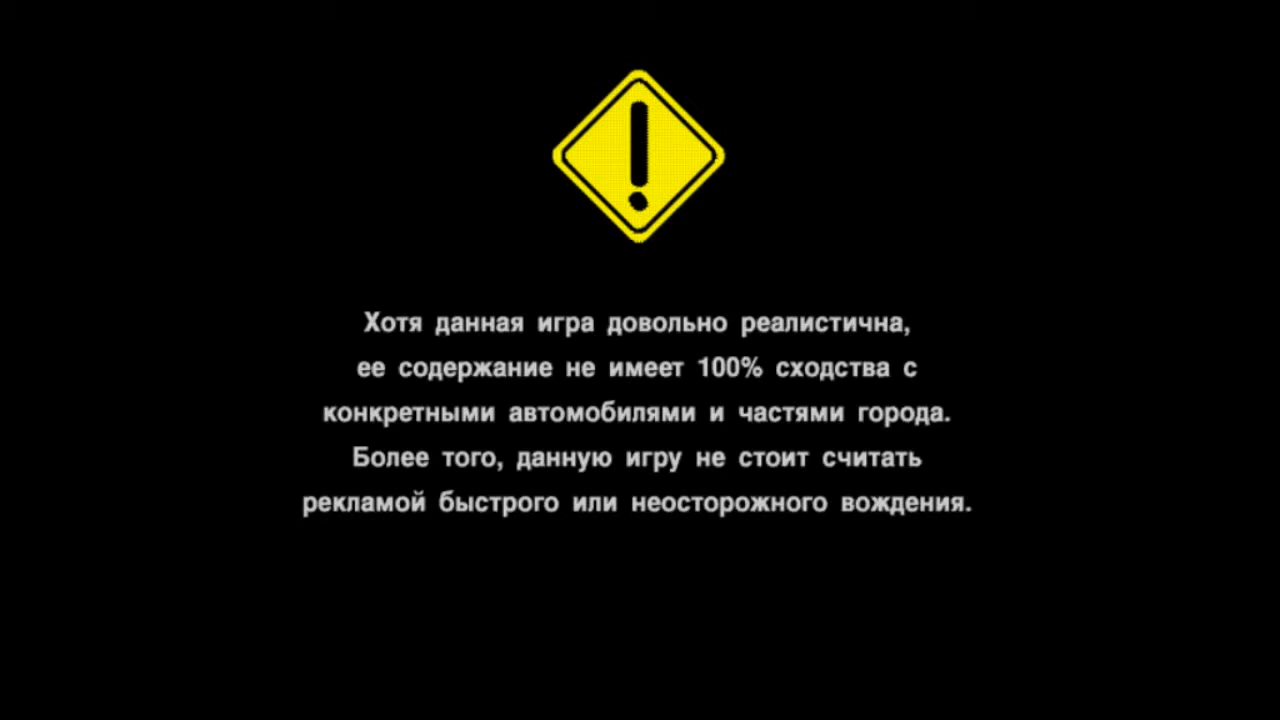 Хотя данная игра довольно реалистична,
ее содержание не имеет 100% сходства с
конкретными автомобилями и частями города.
Более того, данную игру не стоит считать
рекламой быстрого или неосторожного вождения.